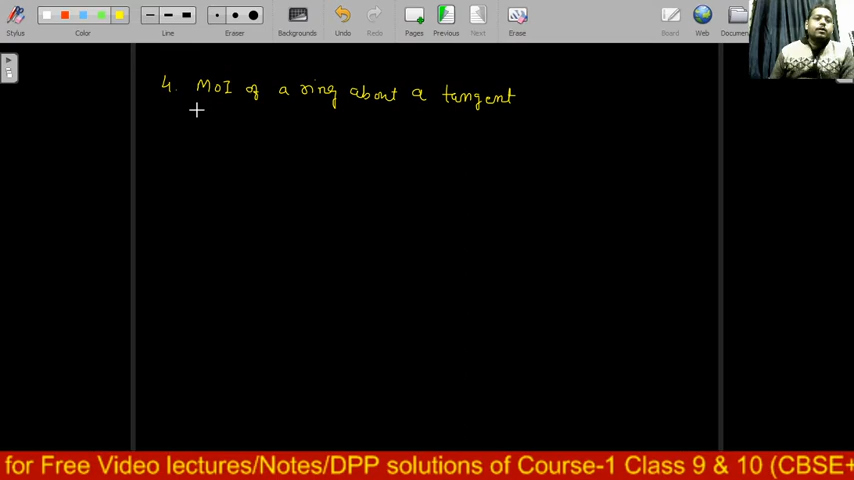 Stylus
Color
Line
Eraser
Backgrounds
Undo
Redo
Pages
Previous
Next
Erase
Board
Web
Documen
4. MoI of a ring about a tangent
for Free Video lectures/Notes/DPP solutions of Course-1 Class 9 & 10 (CBSE+